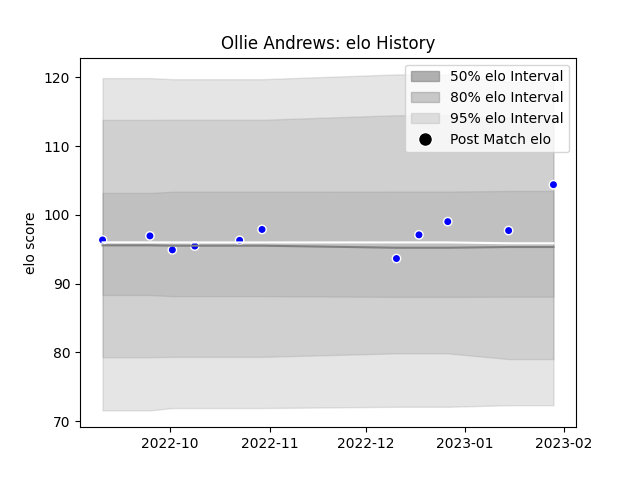 Ollie Andrews: elo History
120
110
100
90
80
70
elo score
50% elo Interval
80% elo Interval
95% elo Interval
Post Match elo
2022-10
2022-11
2022-12
2023-01
2023-02